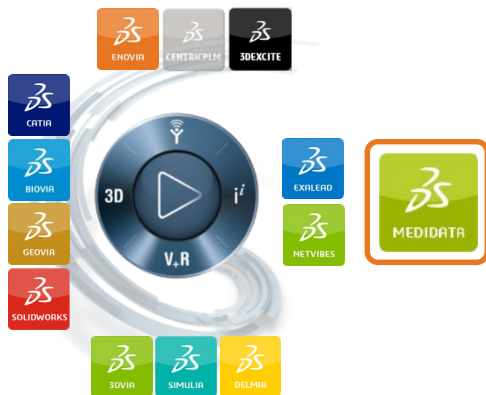 ENOVIA
CENTRICPLM
3DEXCITE
CATIA
BIOVIA
GEOVIA
SOLIDWORKS
3D
i i
V+R
EXALEAD
NETVIBES
MEDIDATA
3DVIA
SIMULIA
DELMIA